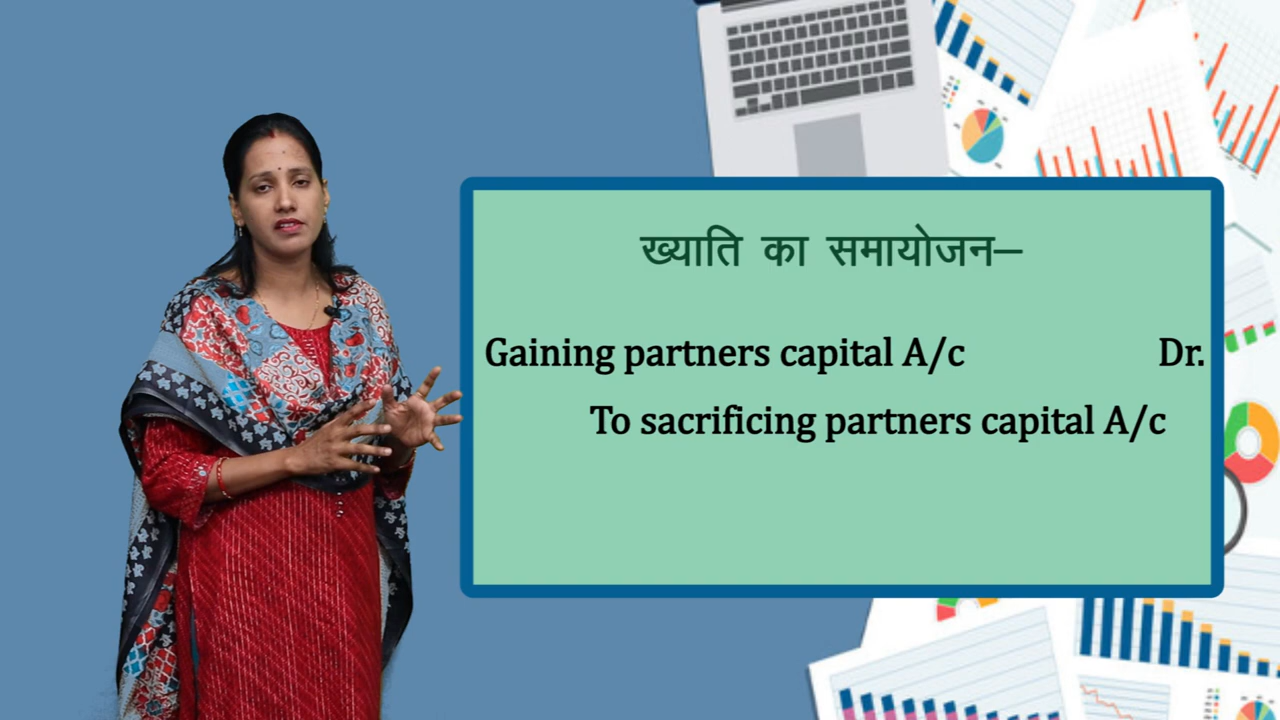 ख्याति का समायोजन–
Gaining partners capital A/c Dr.
To sacrificing partners capital A/c